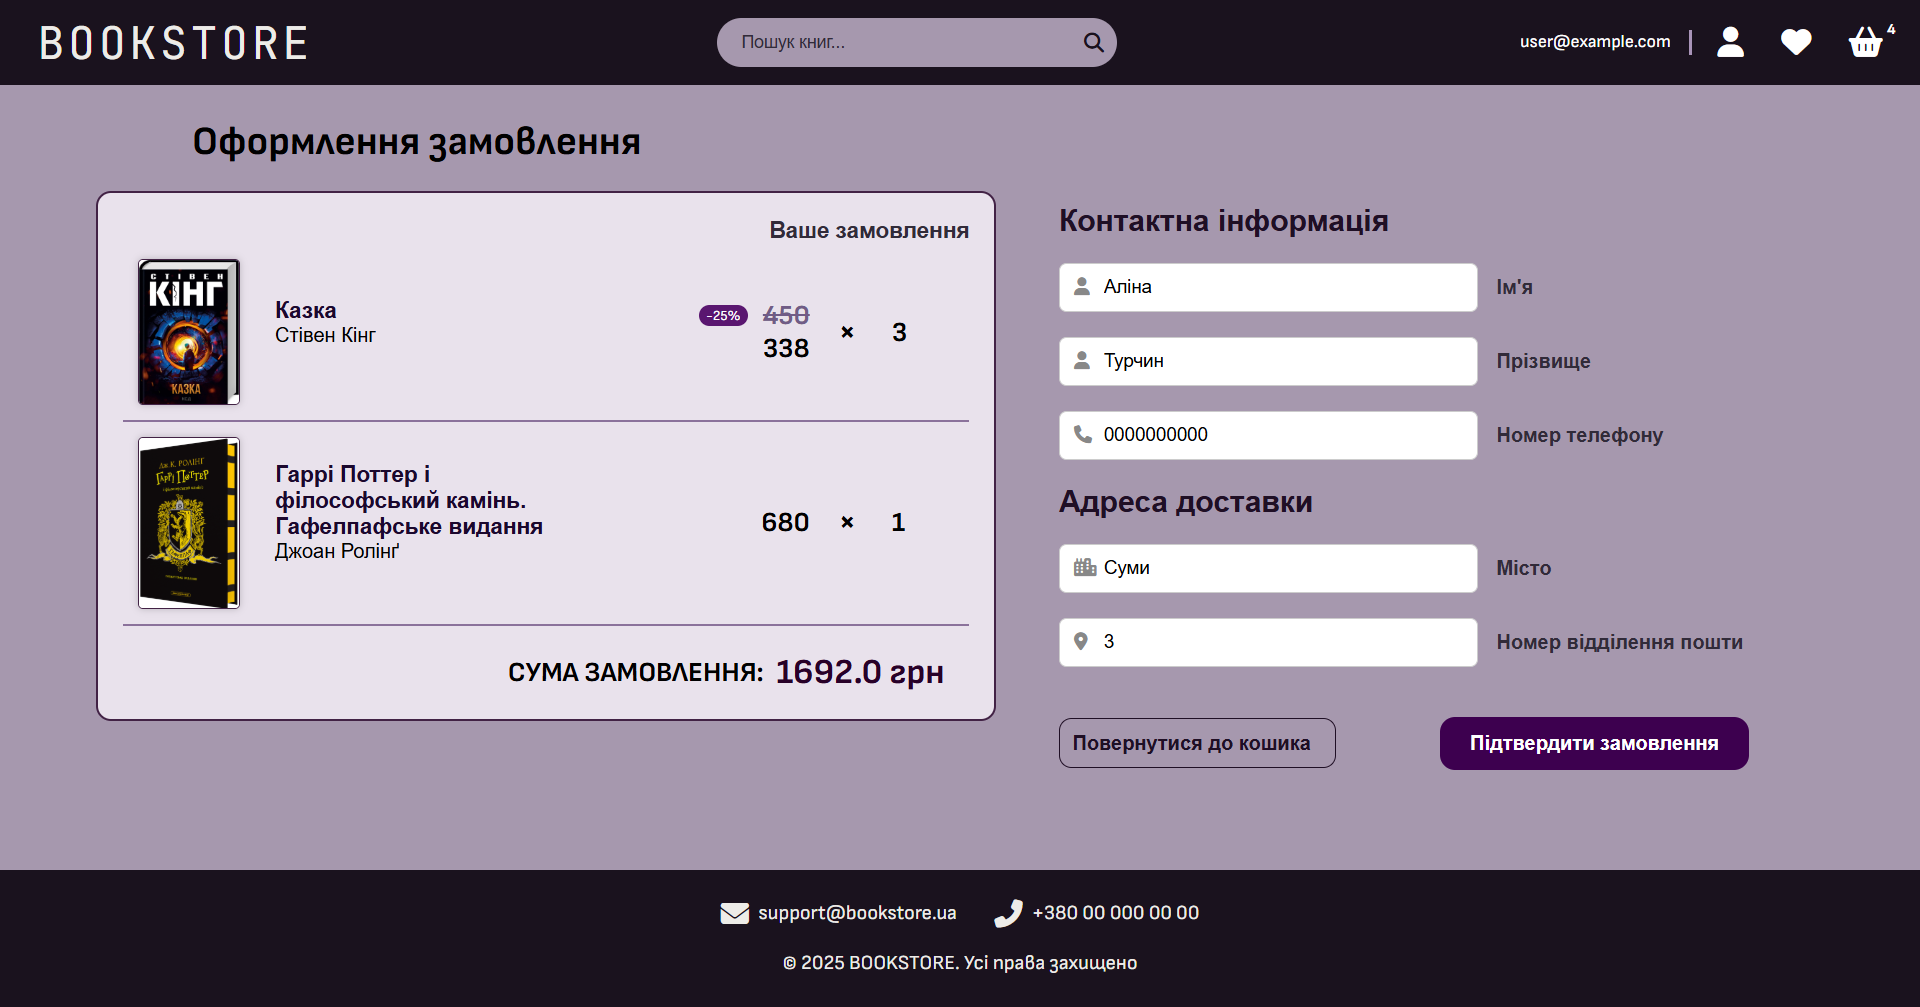 BOOKSTORE
Пошук книг...
user@example.com
4
Оформлення замовлення
Ваше замовлення
СТІВЕН
КІНГ
КАЗКА
Казка
Стівен Кінг
-25%
450
338
×
3
Дж. К. РОЛІНГ
ГАРРІ ПОТТЕР
Гаррі Поттер і
філософський камінь.
Гафелпафське видання
Джоан Ролінґ
680
×
1
СУМА ЗАМОВЛЕННЯ: 1692.0 грн
Контактна інформація
Аліна
Ім'я
Турчин
Прізвище
0000000000
Номер телефону
Адреса доставки
Суми
Місто
3
Номер відділення пошти
Повернутися до кошика
Підтвердити замовлення
support@bookstore.ua
+380 00 000 00 00
© 2025 BOOKSTORE. Усі права захищено